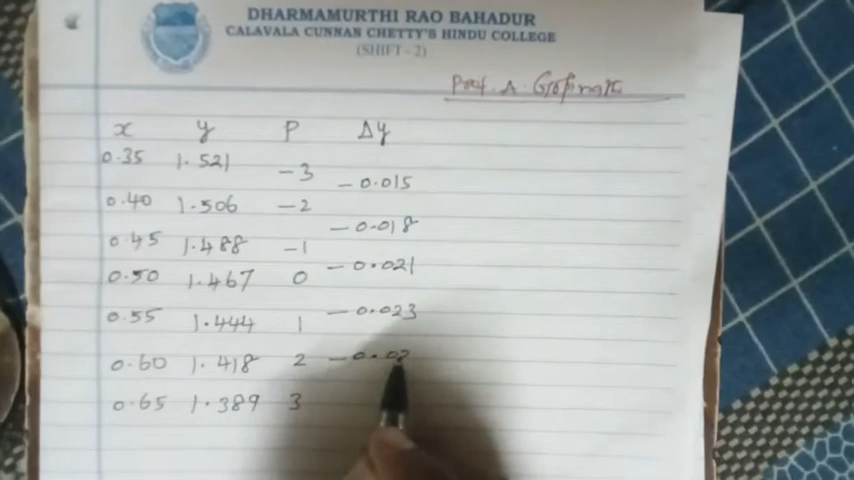 DHARMAMURTHI RAO BAHADUR
CALAVALA CUNNAN CHETTY'S HINDU COLLEGE
(SHIFT - 2)
Prof. A. Gopinath
x y P Δy
0.35 1.521 -3
-0.015
0.40 1.506 -2
-0.018
0.45 1.488 -1
-0.021
0.50 1.467 0
-0.023
0.55 1.444 1
-0.02
0.60 1.418 2
0.65 1.389 3